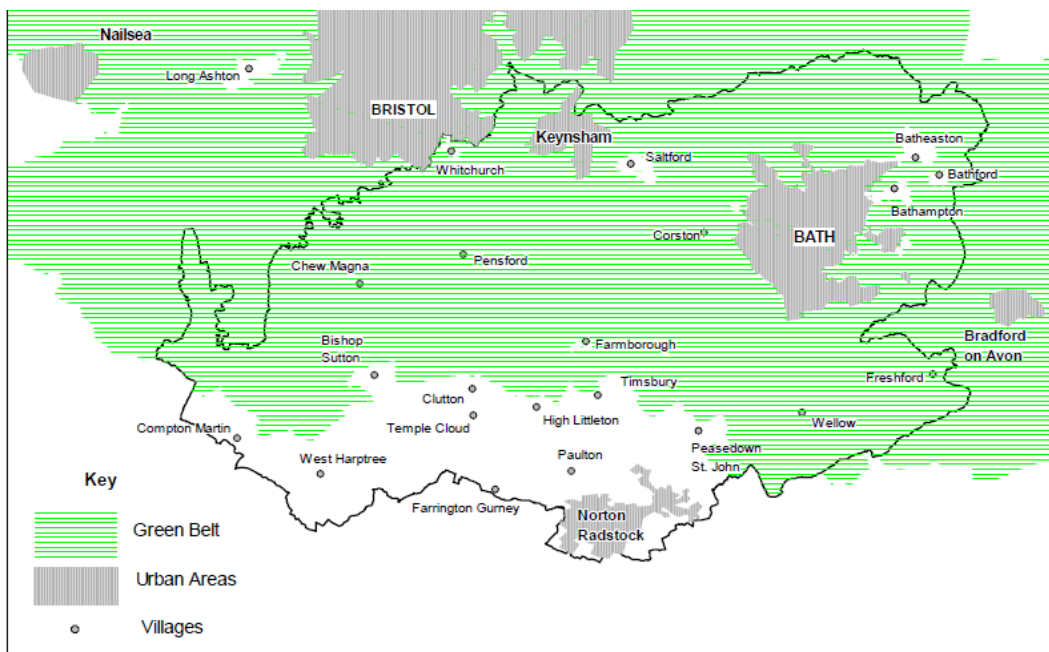 Nailsea
Long Ashton
BRISTOL
Keynsham
Whitchurch
Saltford
Batheaston
Bathford
Bathampton
Corston
BATH
Pensford
Chew Magna
Bishop
Sutton
Farmborough
Bradford
on Avon
Freshford
Timsbury
Clutton
High Littleton
Temple Cloud
Wellow
Compton Martin
Peasedown
St. John
West Harptree
Paulton
Farrington Gurney
Norton
Radstock
Key
Green Belt
Urban Areas
Villages